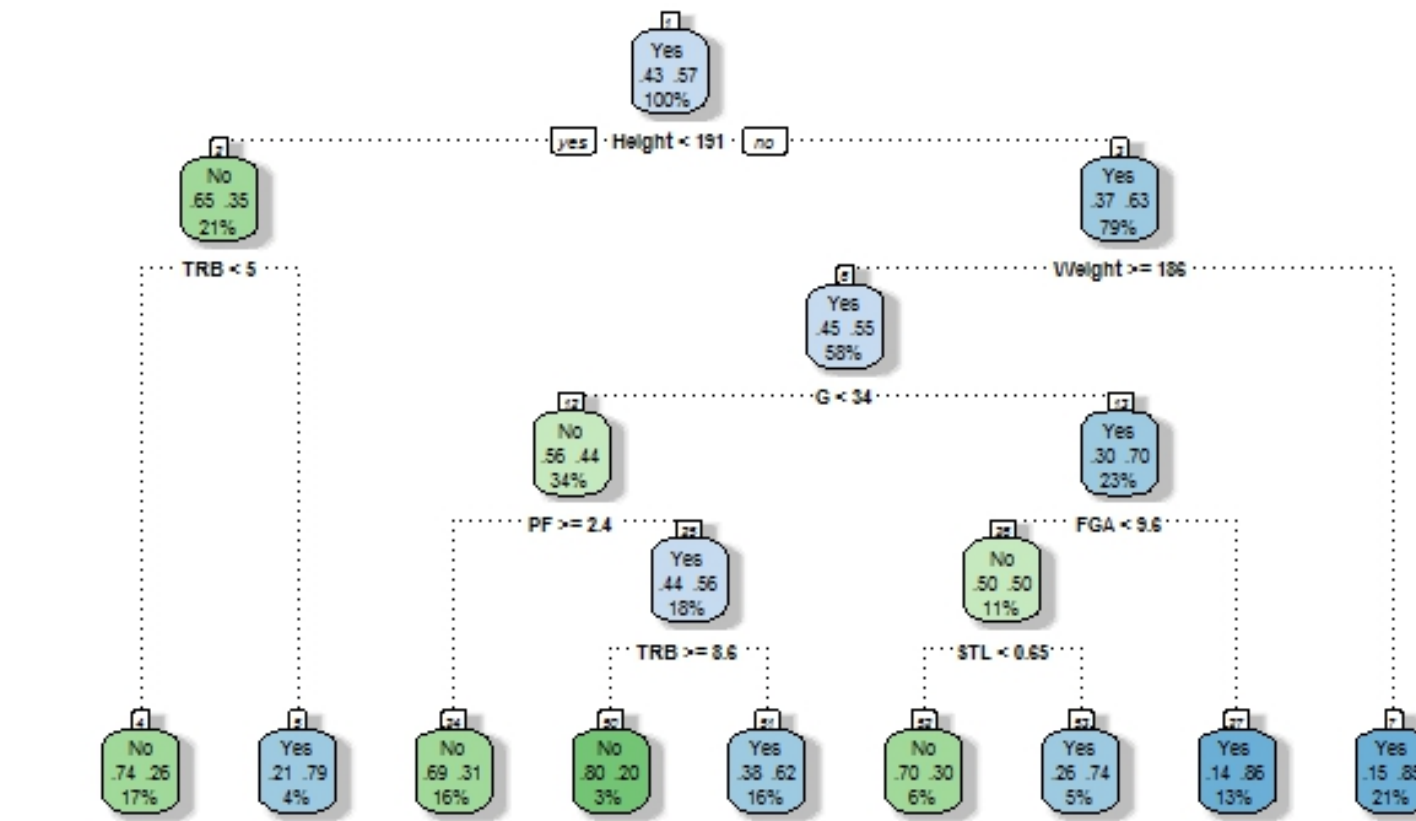 1
Yes
.43 .57
100%
yes Height < 191 no
2
No
.65 .35
21%
3
Yes
.37 .63
79%
TRB < 5
Weight >= 186
6
Yes
.45 .55
58%
G < 34
12
No
.56 .44
34%
13
Yes
.30 .70
23%
PF >= 2.4
FGA < 9.6
25
Yes
.44 .56
18%
26
No
.50 .50
11%
TRB >= 8.6
STL < 0.65
4
No
.74 .26
17%
5
Yes
.21 .79
4%
24
No
.69 .31
16%
50
No
.80 .20
3%
51
Yes
.38 .62
16%
52
No
.70 .30
6%
53
Yes
.26 .74
5%
27
Yes
.14 .86
13%
7
Yes
.15
21%